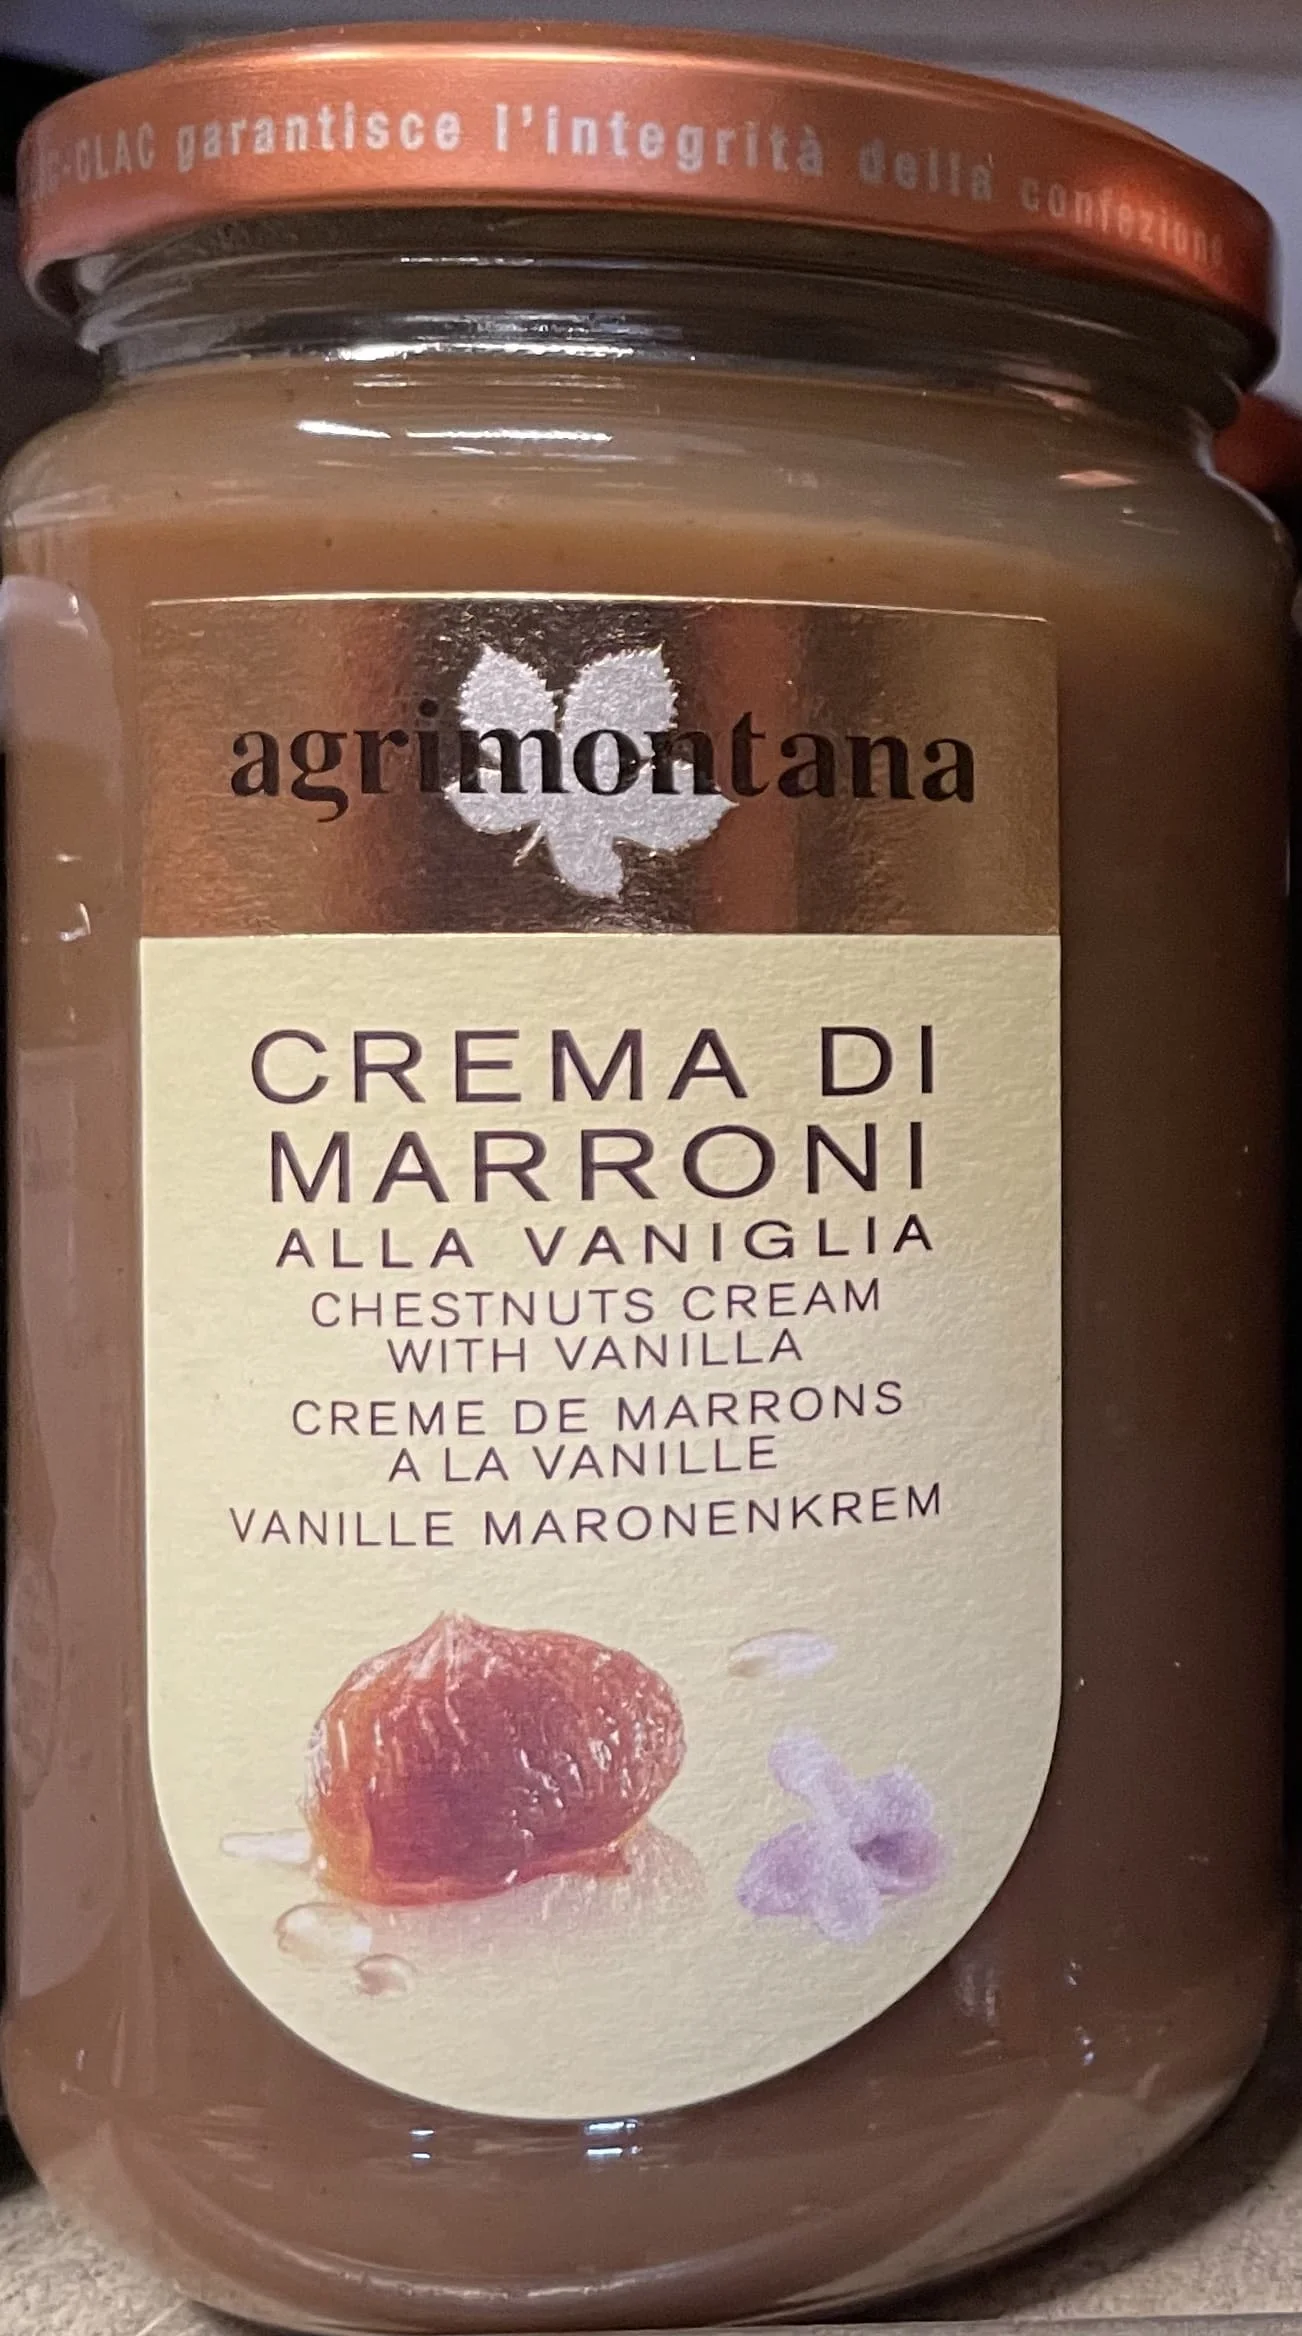 CLAC garantisce l'integrità della confezione
agrimontana
CREMA DI
MARRONI
ALLA VANIGLIA
CHESTNUTS CREAM
WITH VANILLA
CREME DE MARRONS
A LA VANILLE
VANILLE MARONENKREM